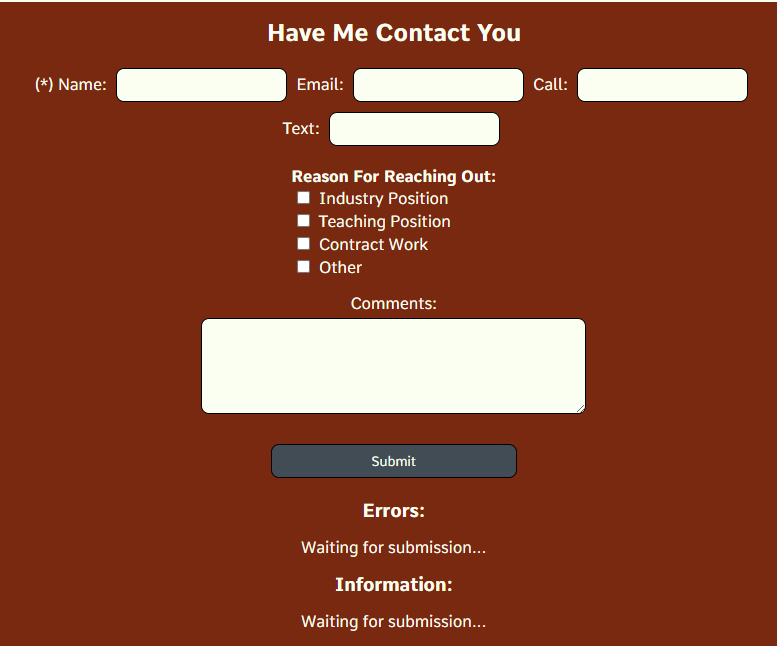 Have Me Contact You
(*) Name: Email: Call:
Text:
Reason For Reaching Out:
Industry Position
Teaching Position
Contract Work
Other
Comments:
Submit
Errors:
Waiting for submission...
Information:
Waiting for submission...